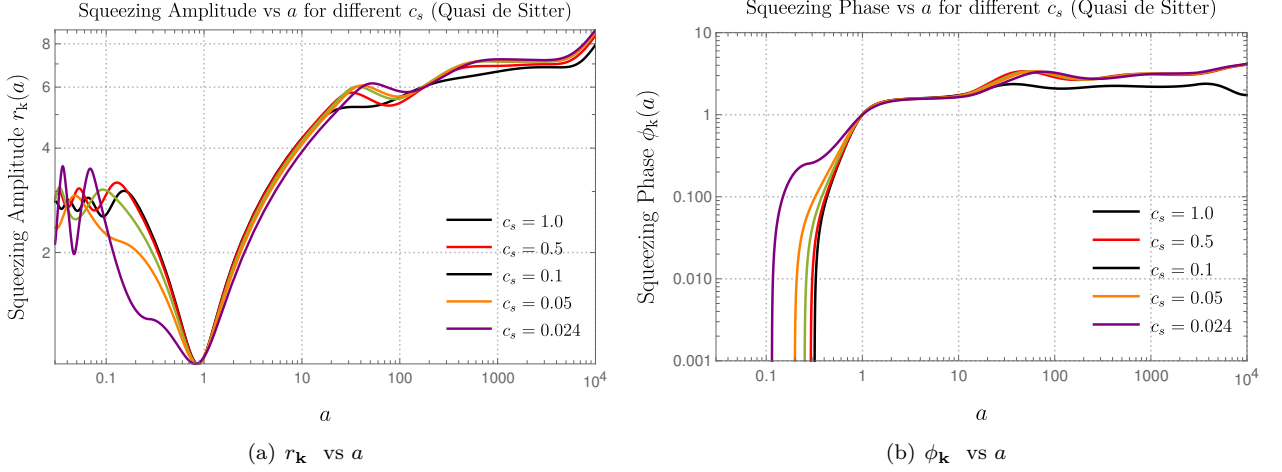 Squeezing Amplitude vs a for different c_s (Quasi de Sitter)
Squeezing Amplitude r_k(a)
8
6
4
2
0.1
1
10
100
1000
10^4
a
c_s = 1.0
c_s = 0.5
c_s = 0.1
c_s = 0.05
c_s = 0.024
(a) r_k vs a
Squeezing Phase vs a for different c_s (Quasi de Sitter)
Squeezing Phase ϕ_k(a)
10
1
0.100
0.010
0.001
0.1
1
10
100
1000
10^4
a
c_s = 1.0
c_s = 0.5
c_s = 0.1
c_s = 0.05
c_s = 0.024
(b) ϕ_k vs a